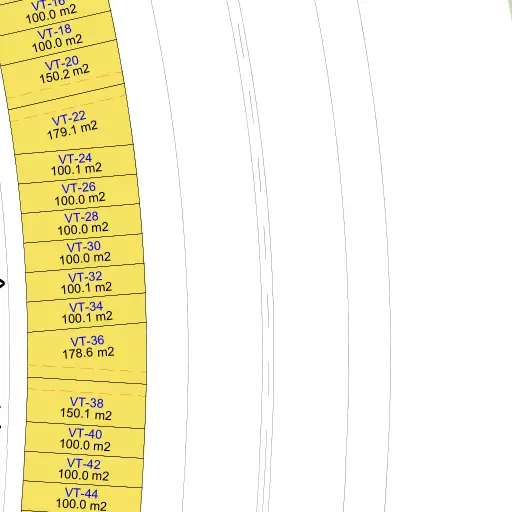 VT-16
100.0 m2
VT-18
100.0 m2
VT-20
150.2 m2
VT-22
179.1 m2
VT-24
100.1 m2
VT-26
100.0 m2
VT-28
100.0 m2
VT-30
100.0 m2
VT-32
100.1 m2
VT-34
100.1 m2
VT-36
178.6 m2
VT-38
150.1 m2
VT-40
100.0 m2
VT-42
100.0 m2
VT-44
100.0 m2